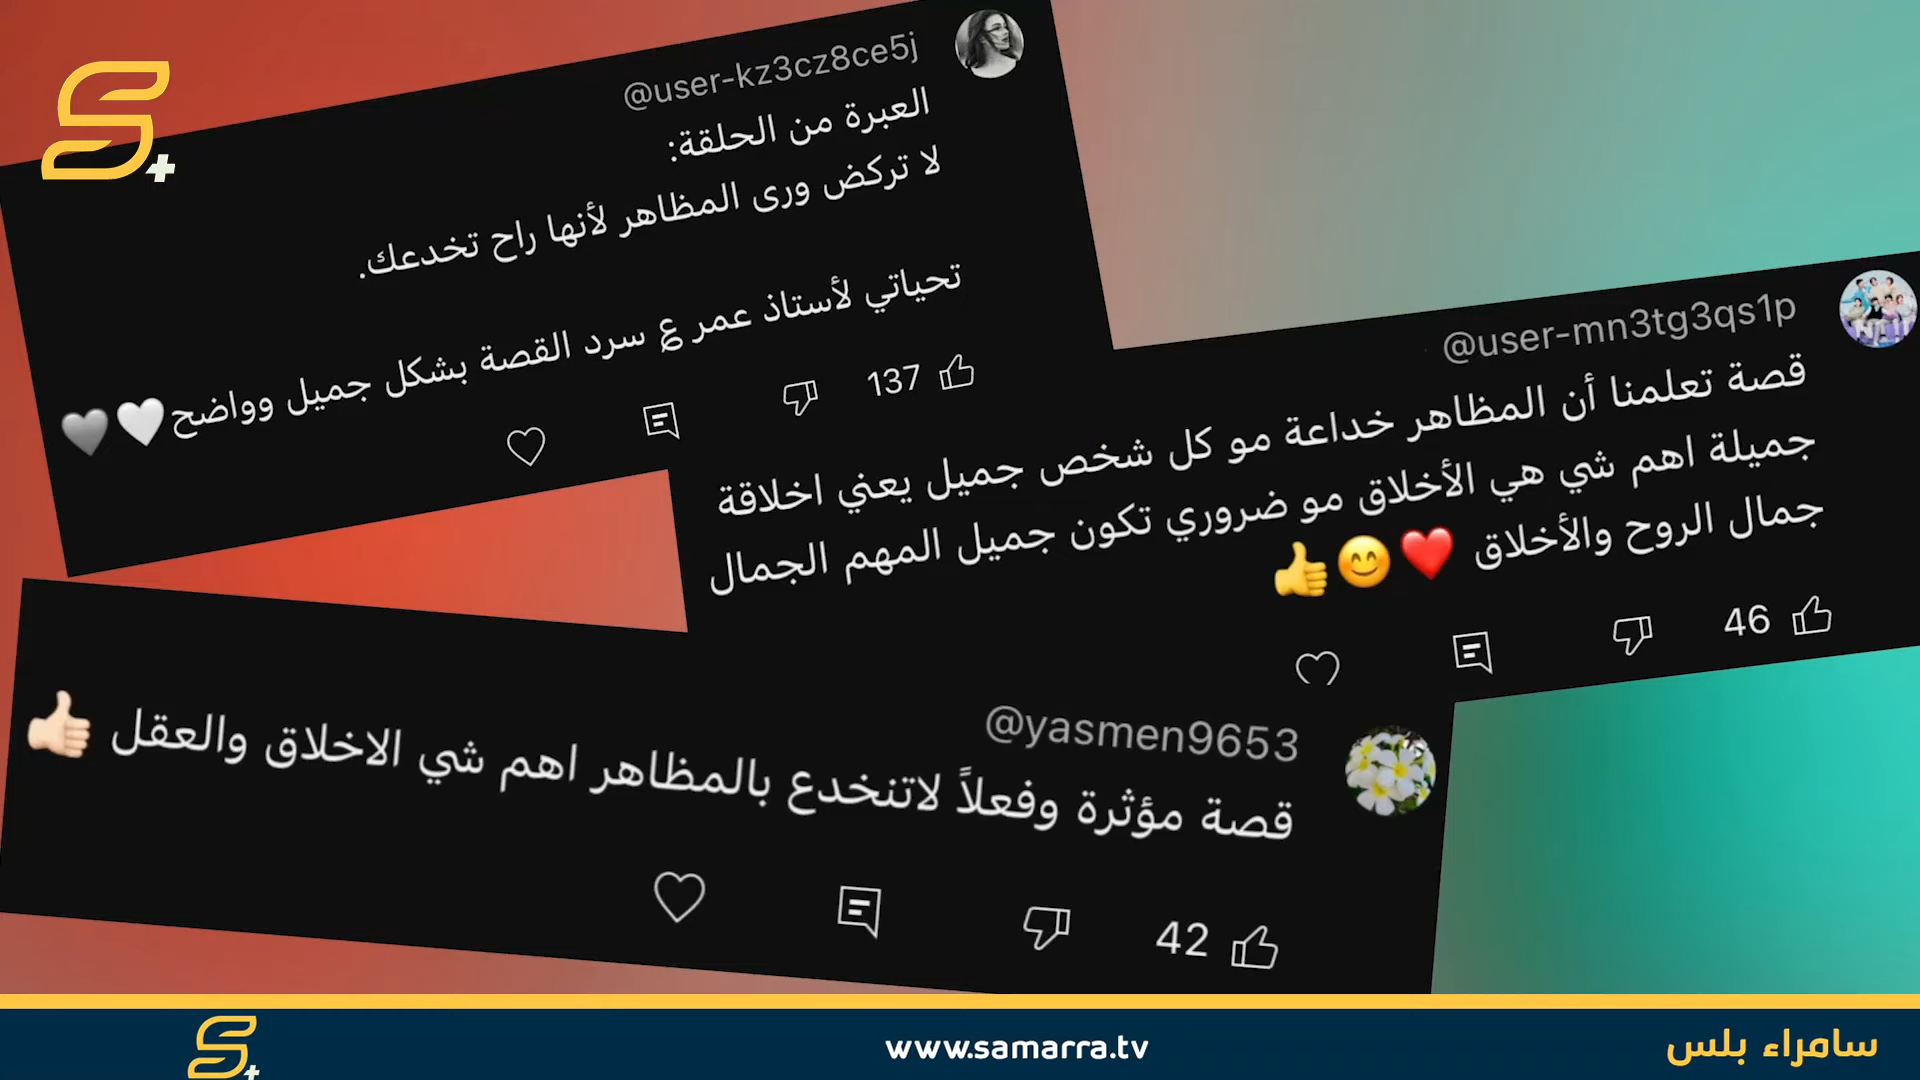 @user-kz3cz8ce5j
العبرة من الحلقة:
لا تركض ورى المظاهر لأنها راح تخدعك.
تحياتي لأستاذ عمر ع سرد القصة بشكل جميل وواضح🤍🩶
137
@user-mn3tg3qs1p
قصة تعلمنا أن المظاهر خداعة مو كل شخص جميل يعني اخلاقة
جميلة اهم شي هي الأخلاق مو ضروري تكون جميل المهم الجمال
جمال الروح والأخلاق ❤️😊👍
46
@yasmen9653
قصة مؤثرة وفعلاً لاتنخدع بالمظاهر اهم شي الاخلاق والعقل 👍🏻
42
S+
S+
www.samarra.tv
سامراء بلس